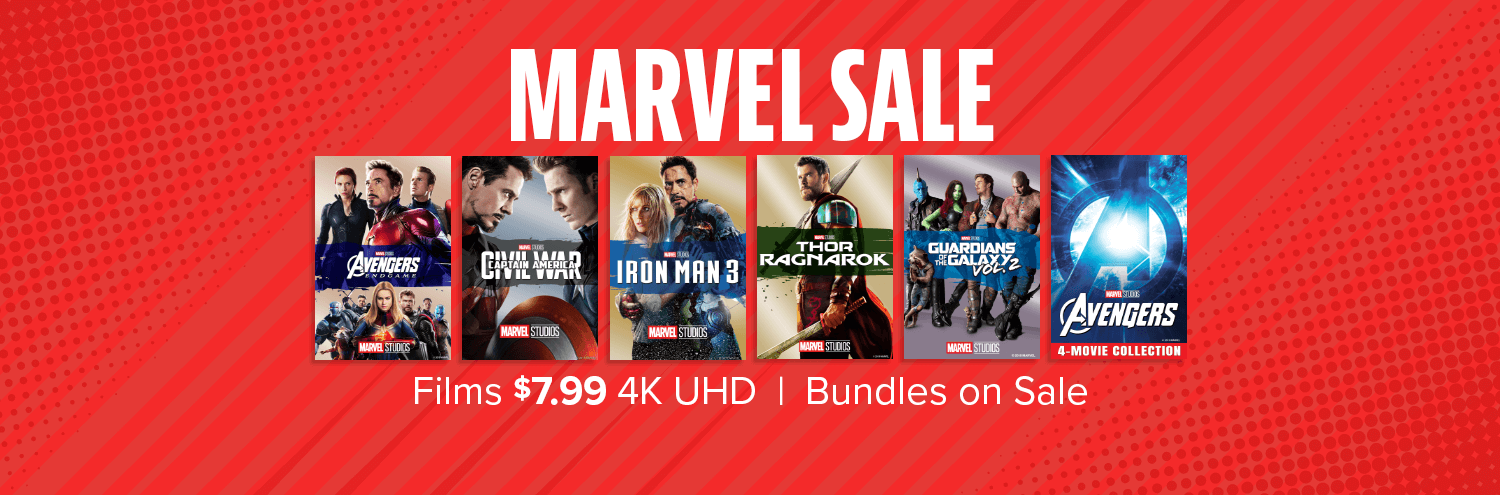 MARVEL SALE
MARVEL STUDIOS
AVENGERS
ENDGAME
MARVEL STUDIOS
MARVEL STUDIOS
CAPTAIN AMERICA
CIVIL WAR
MARVEL STUDIOS
MARVEL STUDIOS
IRON MAN 3
MARVEL STUDIOS
MARVEL STUDIOS
THOR
RAGNAROK
MARVEL STUDIOS
MARVEL STUDIOS
GUARDIANS
OF THE GALAXY
VOL. 2
MARVEL STUDIOS
MARVEL STUDIOS
AVENGERS
4-MOVIE COLLECTION
Films $7.99 4K UHD | Bundles on Sale